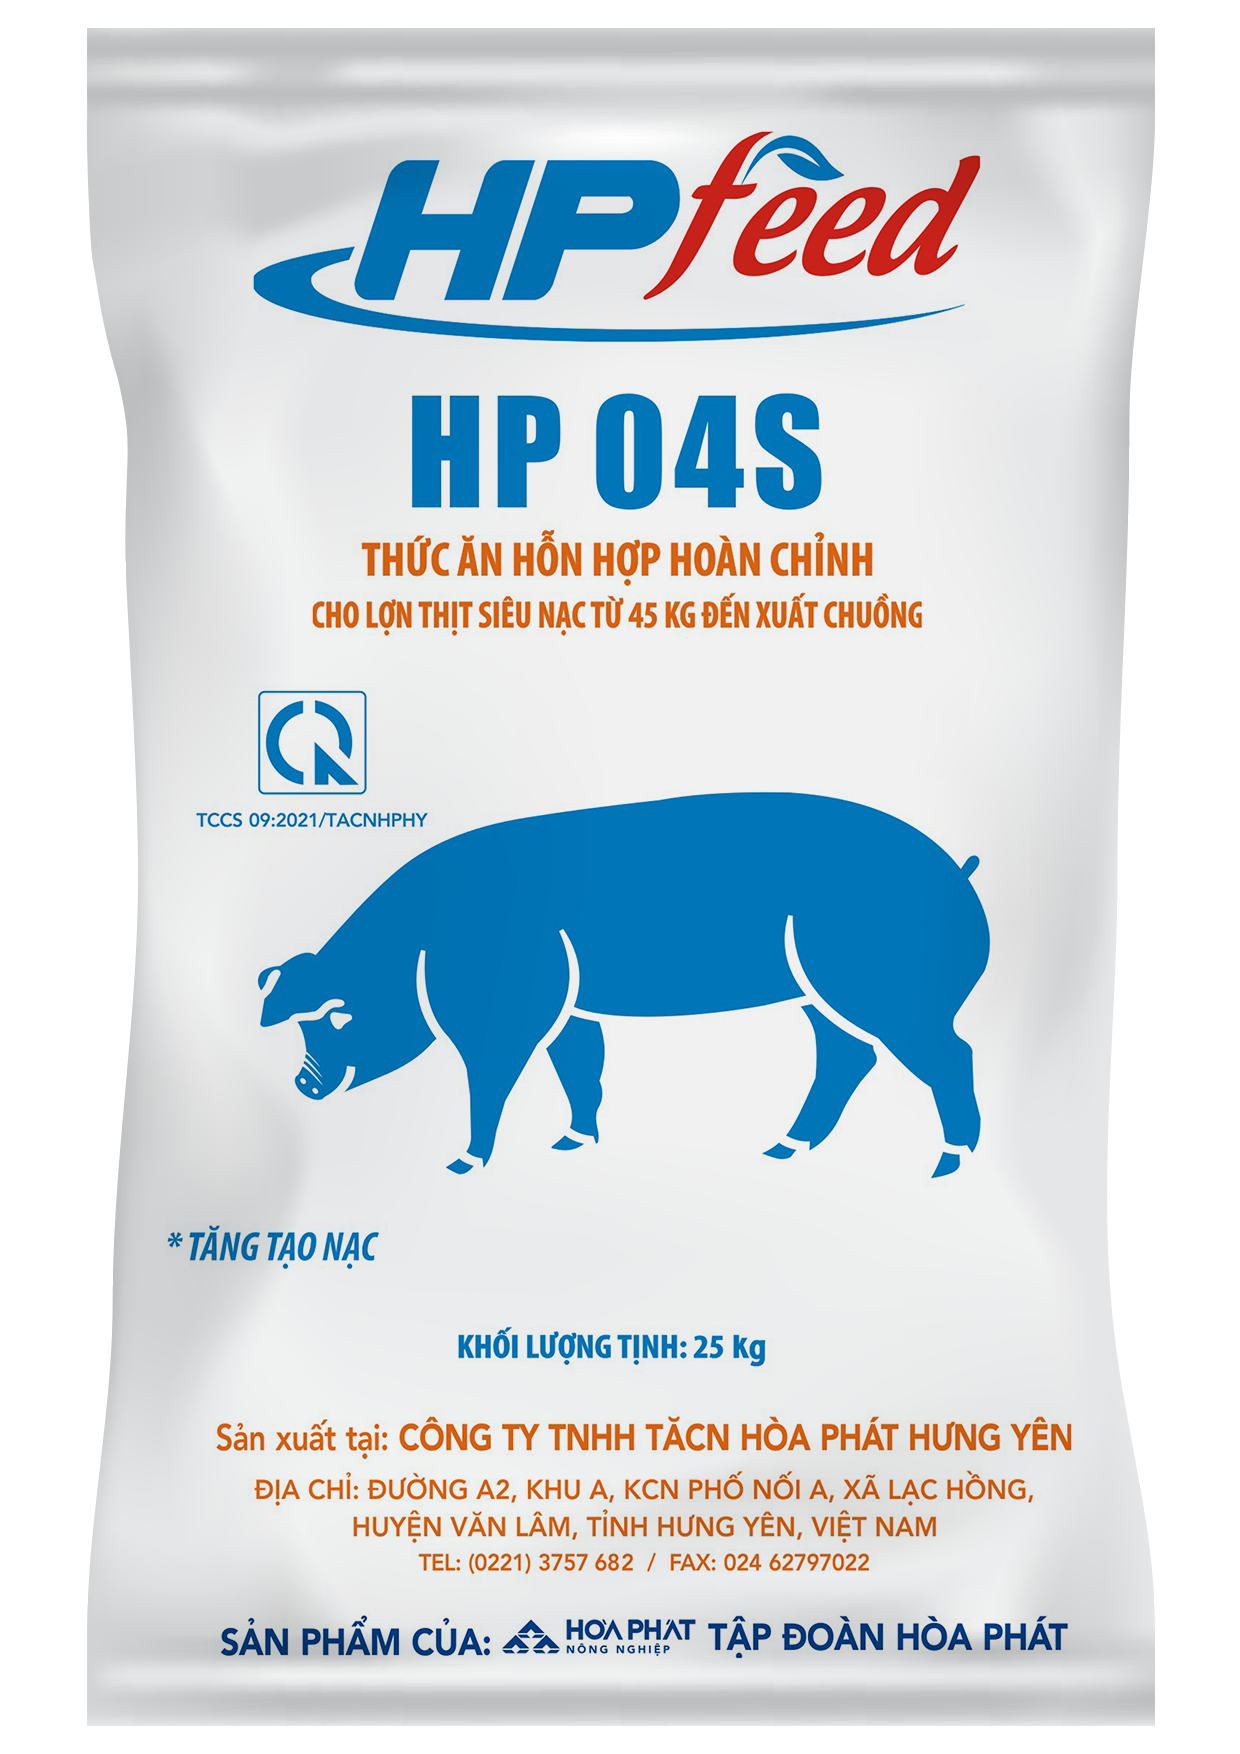 HPfeed
HP 04S
THỨC ĂN HỖN HỢP HOÀN CHỈNH
CHO LỢN THỊT SIÊU NẠC TỪ 45 KG ĐẾN XUẤT CHUỒNG
TCCS 09:2021/TACNHPHY
* TĂNG TẠO NẠC
KHỐI LƯỢNG TỊNH: 25 kg
Sản xuất tại: CÔNG TY TNHH TĂCN HÒA PHÁT HƯNG YÊN
ĐỊA CHỈ: ĐƯỜNG A2, KHU A, KCN PHỐ NỐI A, XÃ LẠC HỒNG,
HUYỆN VĂN LÂM, TỈNH HƯNG YÊN, VIỆT NAM
TEL: (0221) 3757 682 / FAX: 024 62797022
SẢN PHẨM CỦA: HÒA PHÁT NÔNG NGHIỆP TẬP ĐOÀN HÒA PHÁT